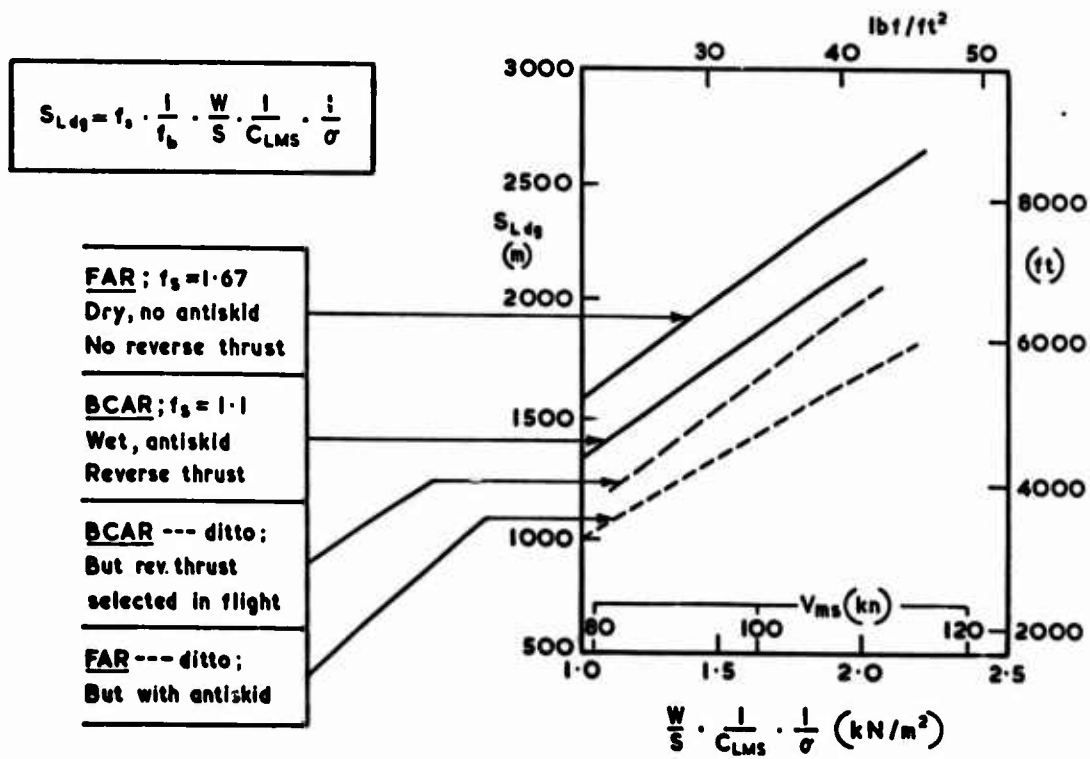 S_Ldg = f_s · 1/f_b · W/S · 1/C_LMS · 1/σ
FAR; f_s = 1·67
Dry, no antiskid
No reverse thrust
BCAR; f_s = 1·1
Wet, antiskid
Reverse thrust
BCAR --- ditto;
But rev. thrust
selected in flight
FAR --- ditto;
But with antiskid
lbf/ft²
30 40 50
3000
2500
S_Ldg
(m)
2000
1500
1000
500
8000
(ft)
6000
4000
2000
V_ms (kn)
80 100 120
1·0 1·5 2·0 2·5
W/S · 1/C_LMS · 1/σ (kN/m²)